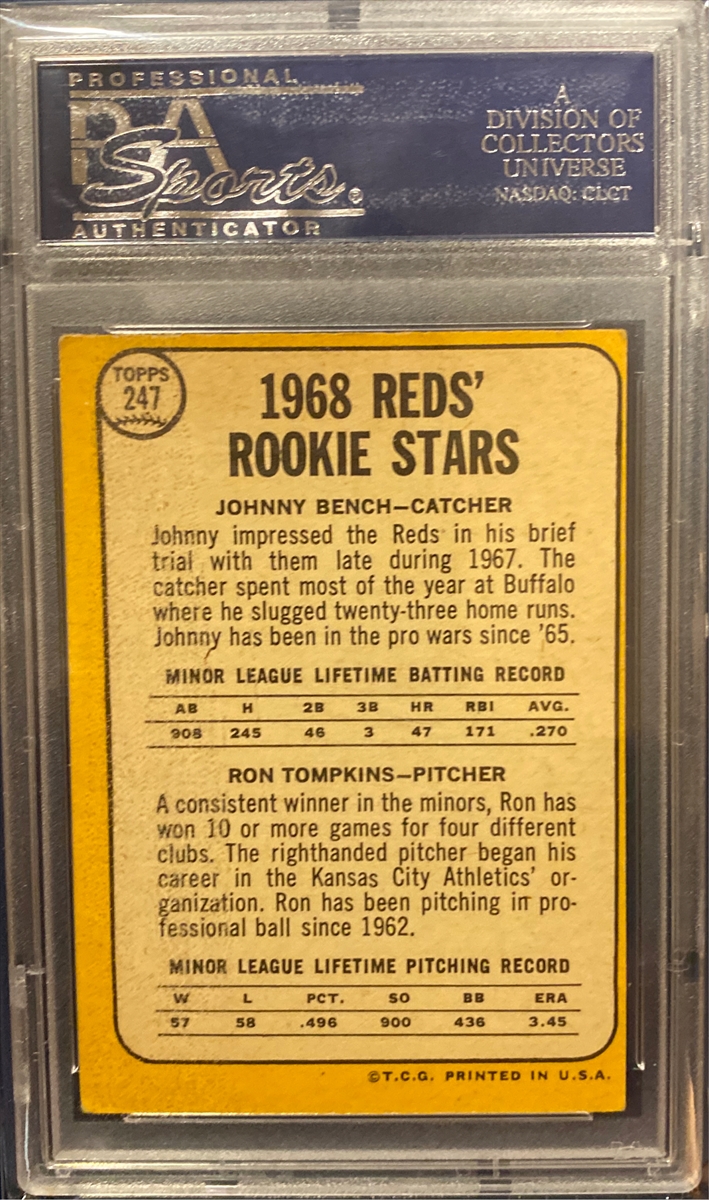 PROFESSIONAL
PSA
Sports®
AUTHENTICATOR
A
DIVISION OF
COLLECTORS
UNIVERSE
NASDAQ: CLCT
TOPPS
247
1968 REDS'
ROOKIE STARS
JOHNNY BENCH—CATCHER
Johnny impressed the Reds in his brief
trial with them late during 1967. The
catcher spent most of the year at Buffalo
where he slugged twenty-three home runs.
Johnny has been in the pro wars since '65.
MINOR LEAGUE LIFETIME BATTING RECORD
AB H 2B 3B HR RBI AVG.
908 245 46 3 47 171 .270
RON TOMPKINS—PITCHER
A consistent winner in the minors, Ron has
won 10 or more games for four different
clubs. The righthanded pitcher began his
career in the Kansas City Athletics' or-
ganization. Ron has been pitching in pro-
fessional ball since 1962.
MINOR LEAGUE LIFETIME PITCHING RECORD
W L PCT. SO BB ERA
57 58 .496 900 436 3.45
©T.C.G. PRINTED IN U.S.A.